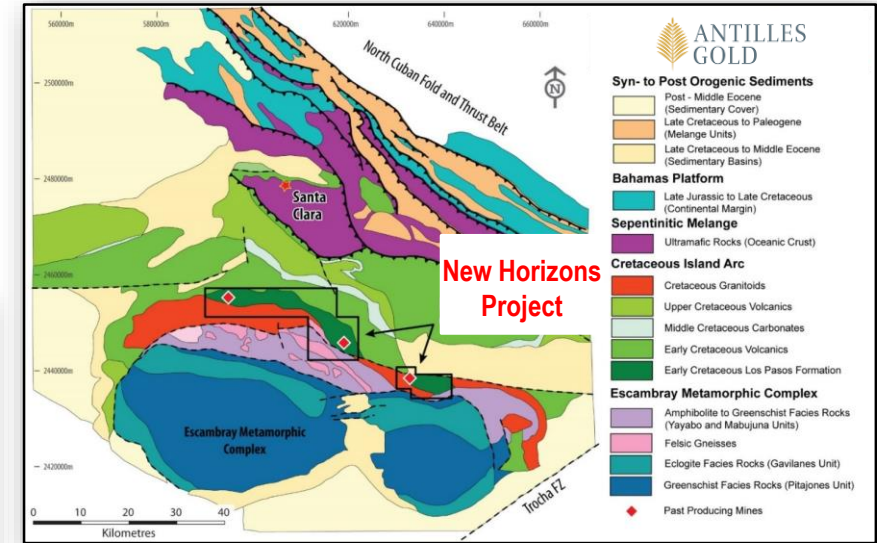 560000m
580000m
620000m
640000m
660000m
2500000m
2480000m
2460000m
2440000m
2420000m
North Cuban Fold and Thrust Belt
N
Santa
Clara
New Horizons
Project
Escambray Metamorphic
Complex
Trocha FZ
0 10 20 30 40
Kilometres
ANTILLES
GOLD
Syn- to Post Orogenic Sediments
Post - Middle Eocene
(Sedimentary Cover)
Late Cretaceous to Paleogene
(Melange Units)
Late Cretaceous to Middle Eocene
(Sedimentary Basins)
Bahamas Platform
Late Jurassic to Late Cretaceous
(Continental Margin)
Sepentinitic Melange
Ultramafic Rocks (Oceanic Crust)
Cretaceous Island Arc
Cretaceous Granitoids
Upper Cretaceous Volcanics
Middle Cretaceous Carbonates
Early Cretaceous Volcanics
Early Cretaceous Los Pasos Formation
Escambray Metamorphic Complex
Amphibolite to Greenschist Facies Rocks
(Yayabo and Mabujuna Units)
Felsic Gneisses
Eclogite Facies Rocks (Gavilanes Unit)
Greenschist Facies Rocks (Pitajones Unit)
Past Producing Mines